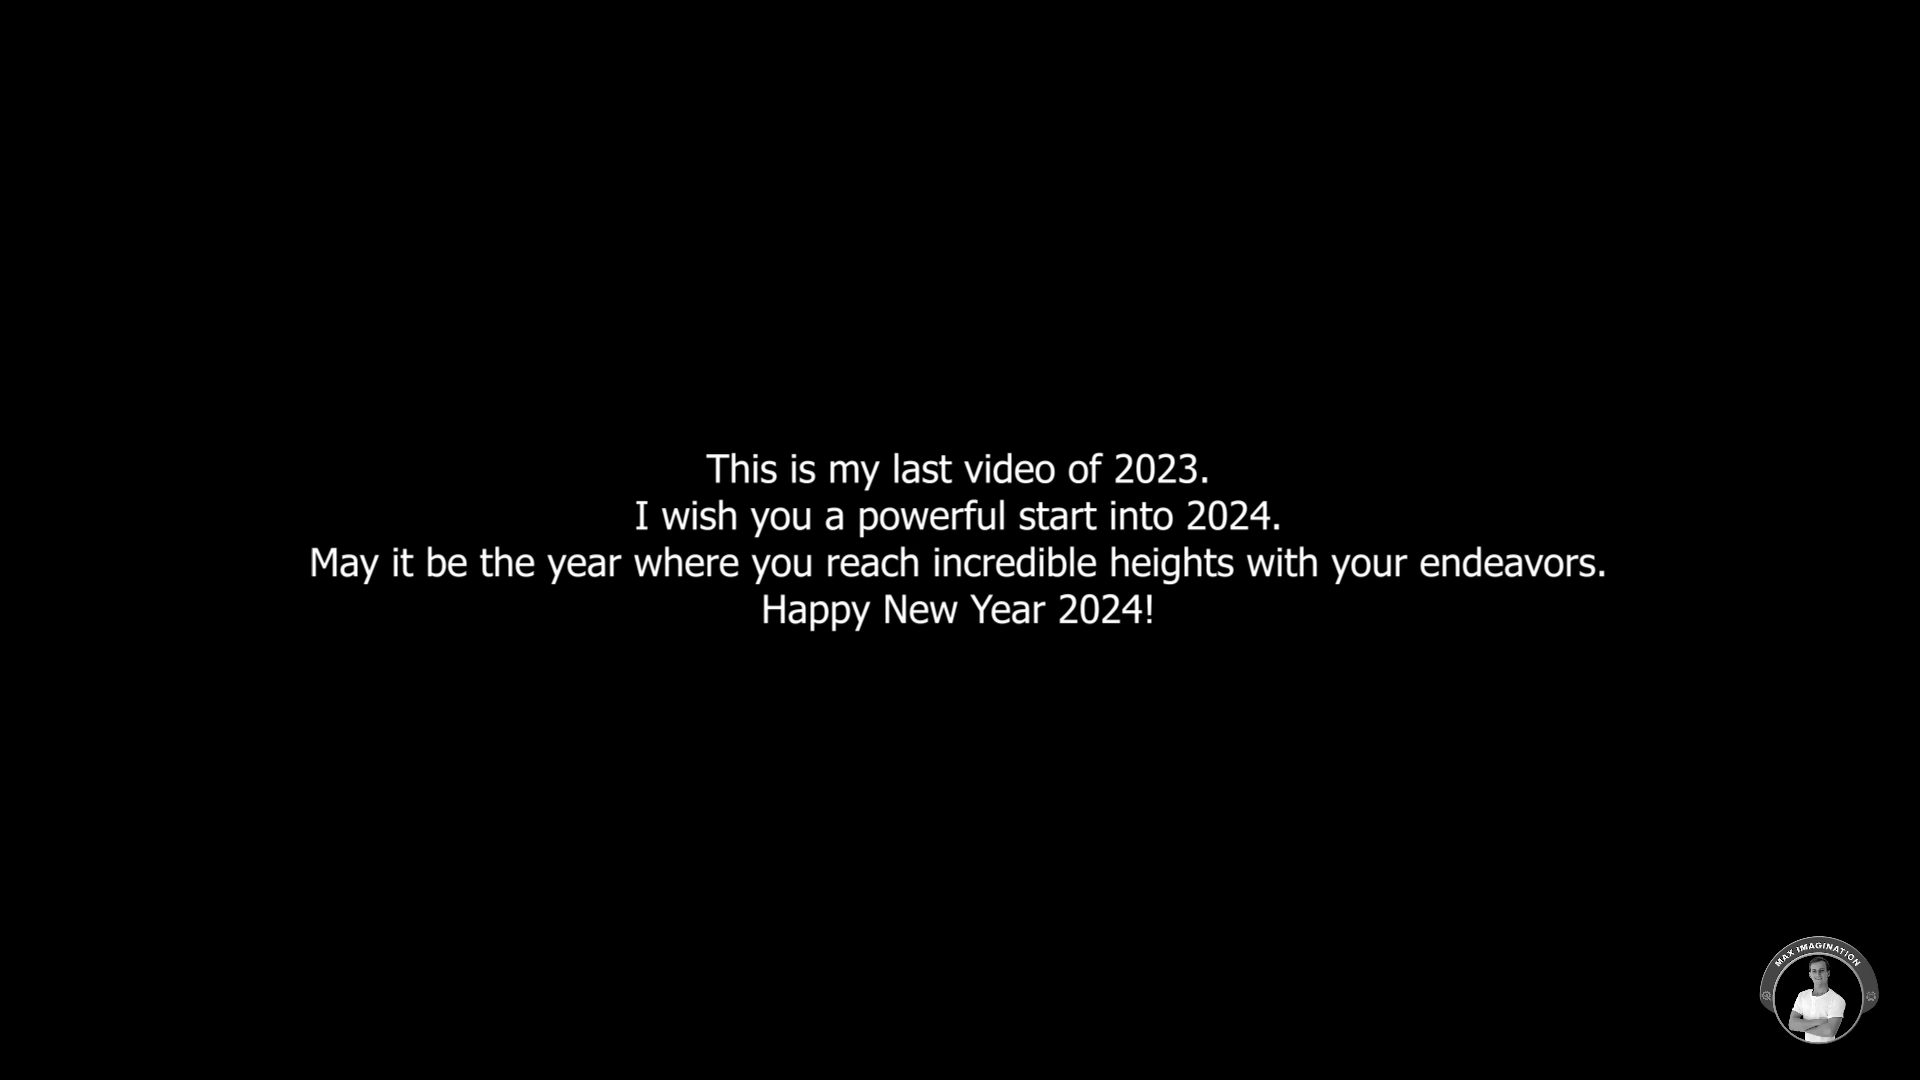 This is my last video of 2023.
I wish you a powerful start into 2024.
May it be the year where you reach incredible heights with your endeavors.
Happy New Year 2024!
MAX IMAGINATION